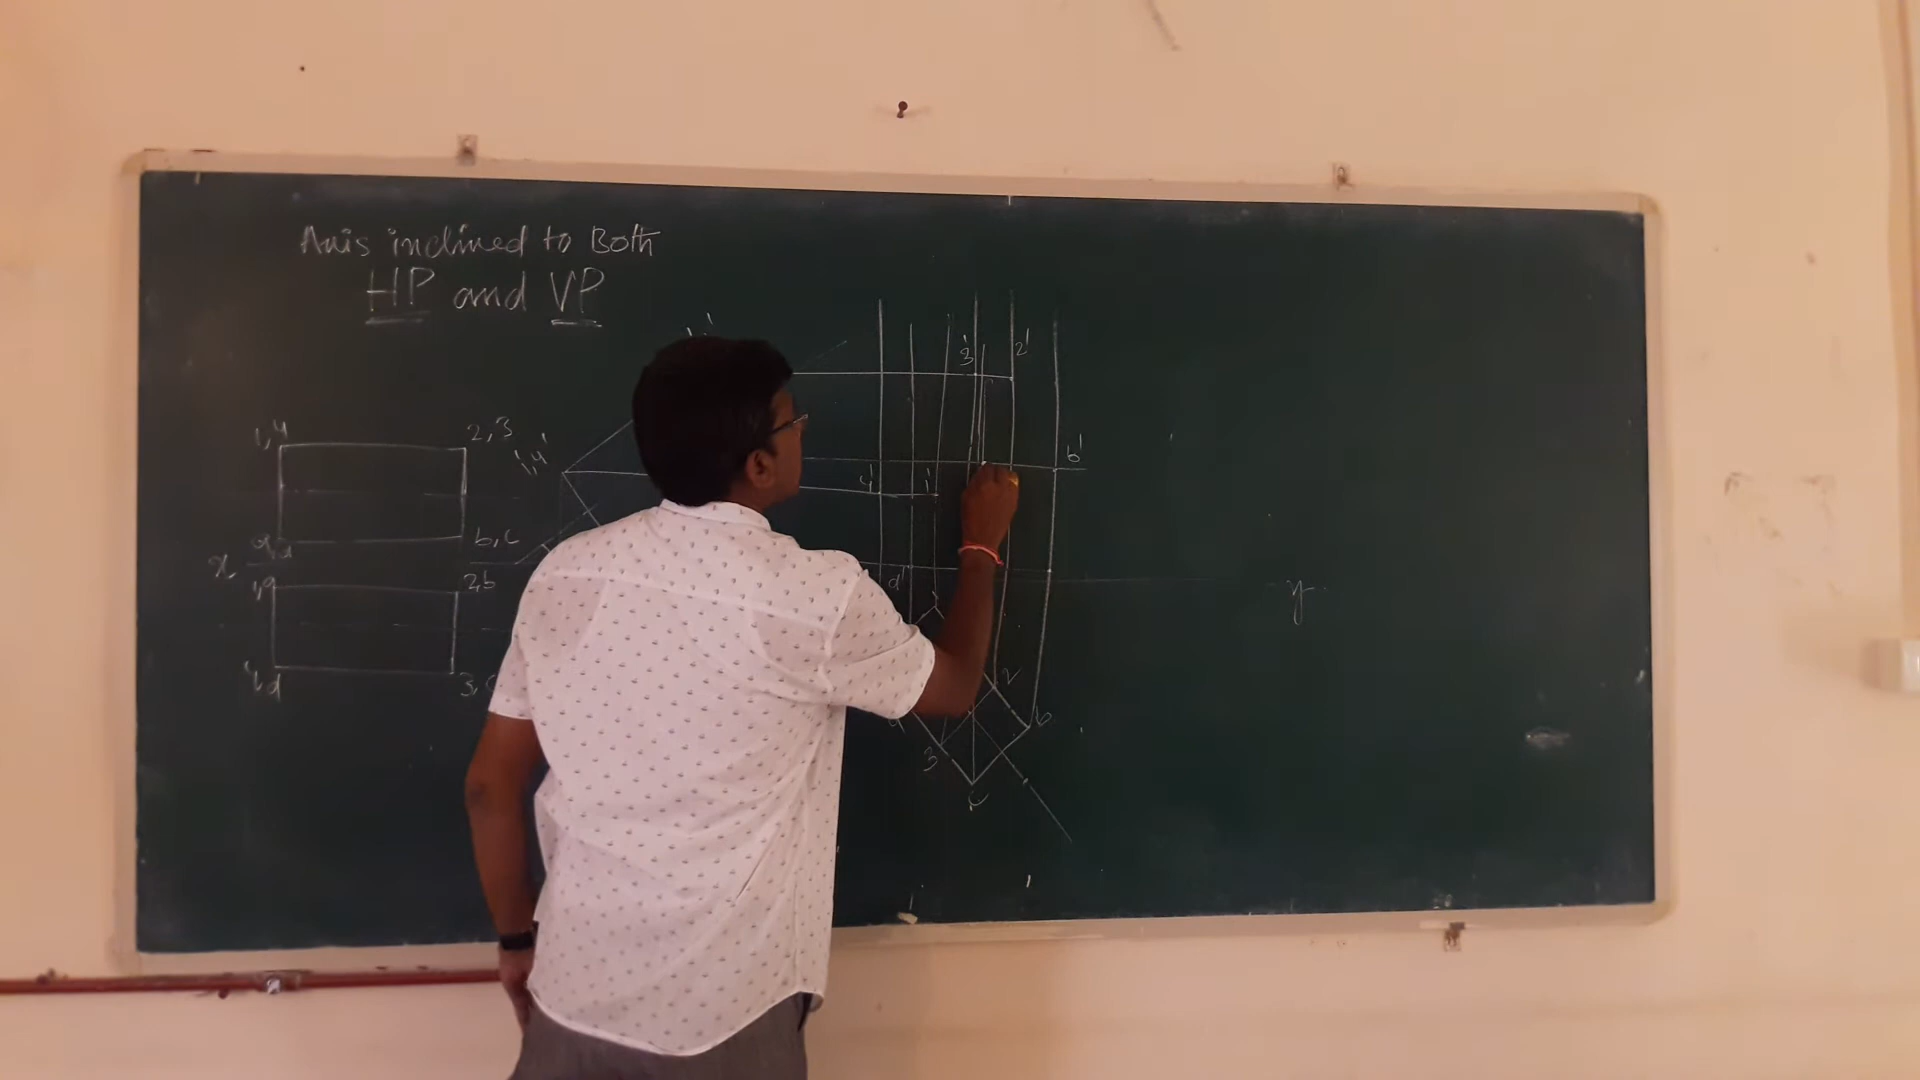 Axis inclined to Both
HP and VP
1,4
2,3
a,d
b,c
x
1,a
2,b
4,d
3,c
1',4'
3'
2'
b'
4'
1'
d'
y
2
a
b
3
c